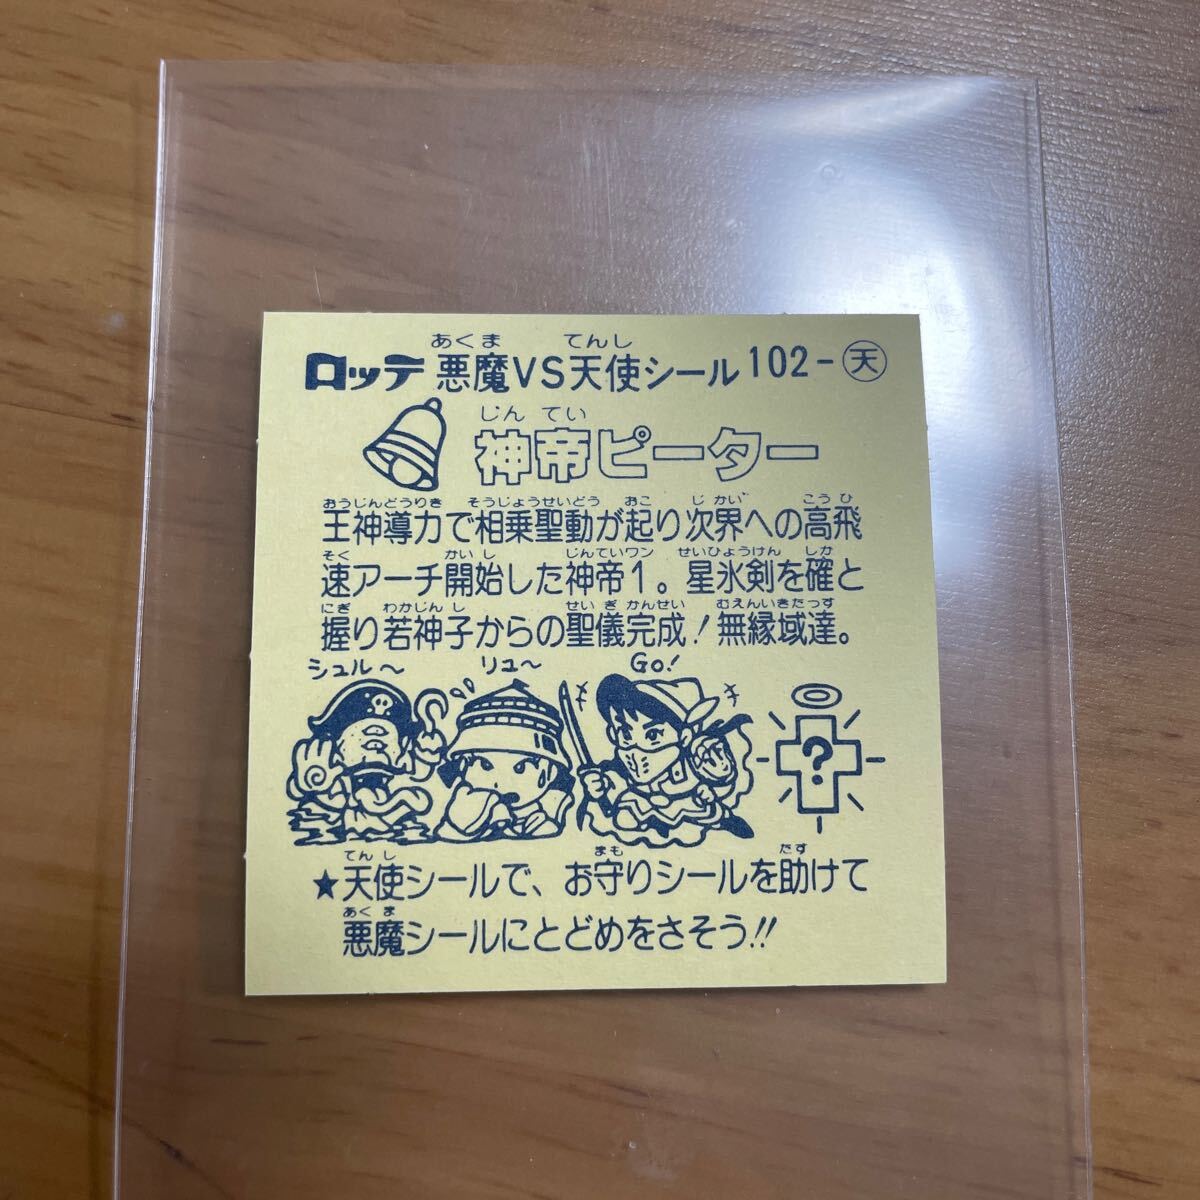 あくま てんし
ロッテ 悪魔VS天使シール 102-天
じん てい
神帝ピーター
おうじんどうりき そうじょうせいどう おこ じ かい こう ひ
王神導力で相乗聖動が起り次界への高飛
そく かい し じんていワン せいひょうけん しか
速アーチ開始した神帝1。星氷剣を確と
にぎ わかじん し せい ぎ かんせい むえんいきたっす
握り若神子からの聖儀完成!無縁域達。
シュル〜 リュ〜 Go!
?
てん し まも たす
★天使シールで、お守りシールを助けて
あく ま
悪魔シールにとどめをさそう!!